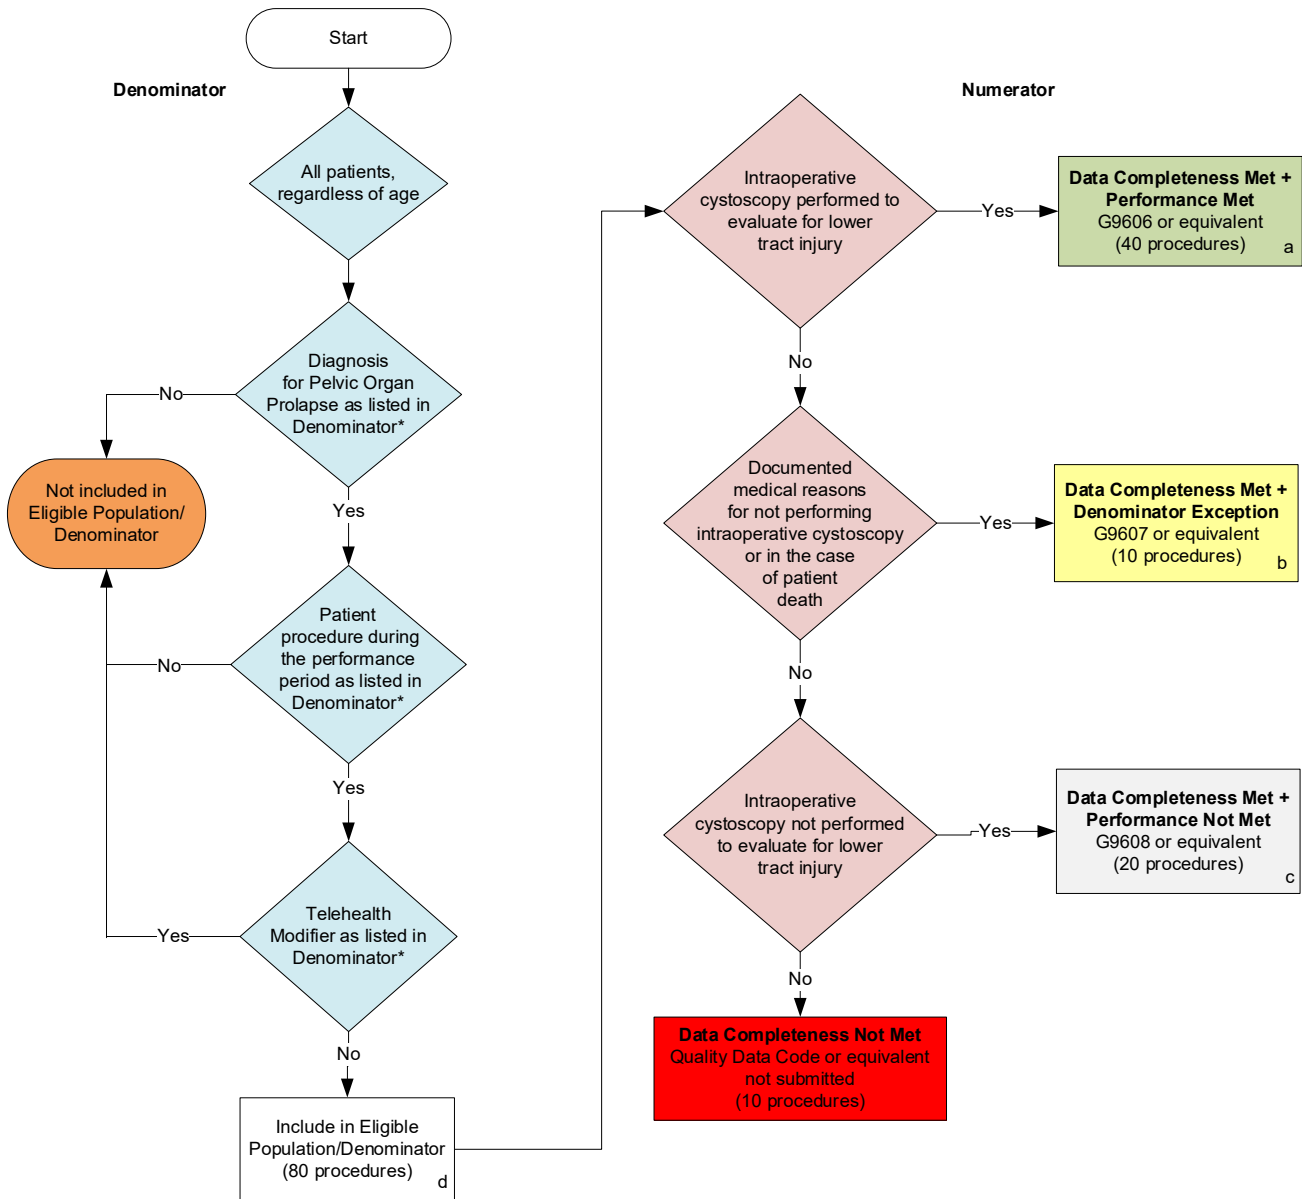 Start
Denominator
All patients,
regardless of age
Diagnosis
for Pelvic Organ
Prolapse as listed in
Denominator*
No
Not included in
Eligible Population/
Denominator
Yes
Patient
procedure during
the performance
period as listed in
Denominator*
No
Yes
Telehealth
Modifier as listed in
Denominator*
Yes
No
Include in Eligible
Population/Denominator
(80 procedures)
d
Numerator
Intraoperative
cystoscopy performed to
evaluate for lower
tract injury
Yes
Data Completeness Met +
Performance Met
G9606 or equivalent
(40 procedures)
a
No
Documented
medical reasons
for not performing
intraoperative cystoscopy
or in the case
of patient
death
Yes
Data Completeness Met +
Denominator Exception
G9607 or equivalent
(10 procedures)
b
No
Intraoperative
cystoscopy not performed
to evaluate for lower
tract injury
Yes
Data Completeness Met +
Performance Not Met
G9608 or equivalent
(20 procedures)
c
No
Data Completeness Not Met
Quality Data Code or equivalent
not submitted
(10 procedures)